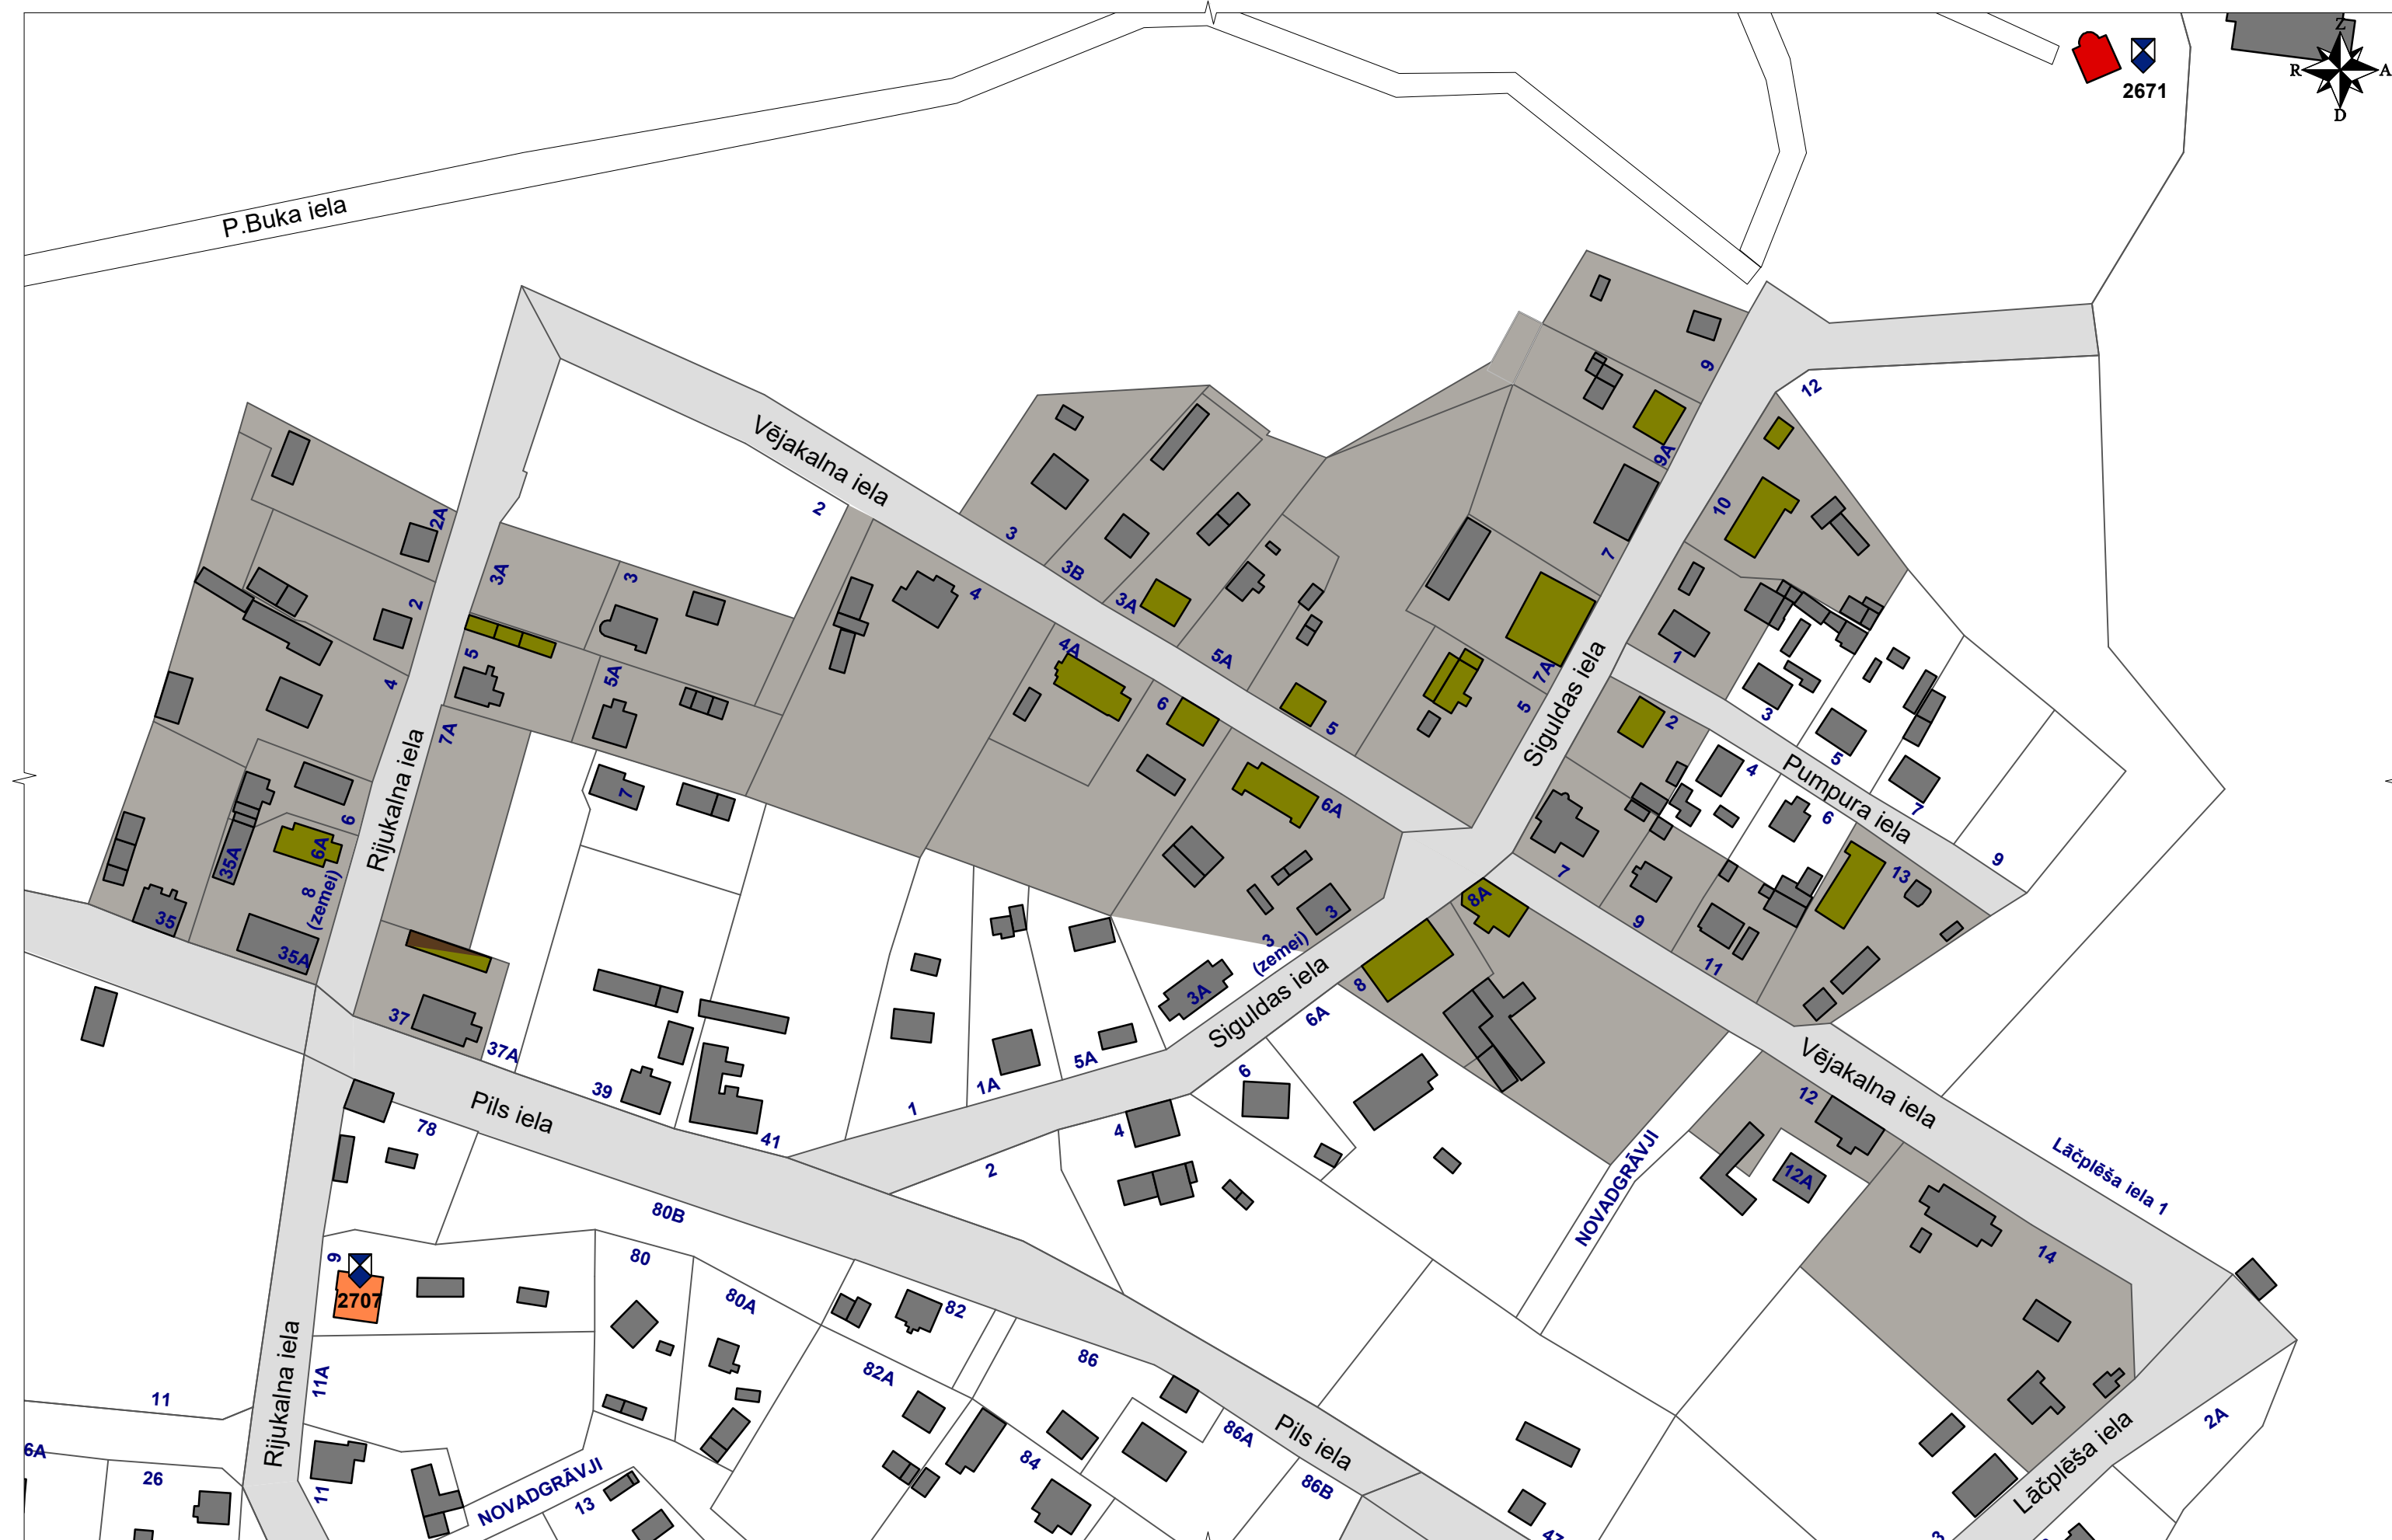 Z
R
A
D
2671
P.Buka iela
9
12
Vējakalna iela
2
9A
10
2A
3
7
3A
3
3B
4
2
3A
1
5
4A
5A
7A
4
5A
6
5
5
2
3
Siguldas iela
7A
4
5
Pumpura iela
7
6
7
6A
6
Rijukalna iela
6A
35A
8
(zemei)
9
13
7
8A
35
3
9
35A
3
(zemei)
11
8
3A
Siguldas iela
6A
37
37A
5A
6
1A
39
1
12
Vējakalna iela
Pils iela
78
41
4
2
12A
Lāčplēša iela 1
NOVADGRĀVJI
80B
14
9
80
2707
80A
82
Rijukalna iela
86
82A
11A
11
86A
Pils iela
2A
Lāčplēša iela
6A
26
84
86B
11
NOVADGRĀVJI
13
47
3